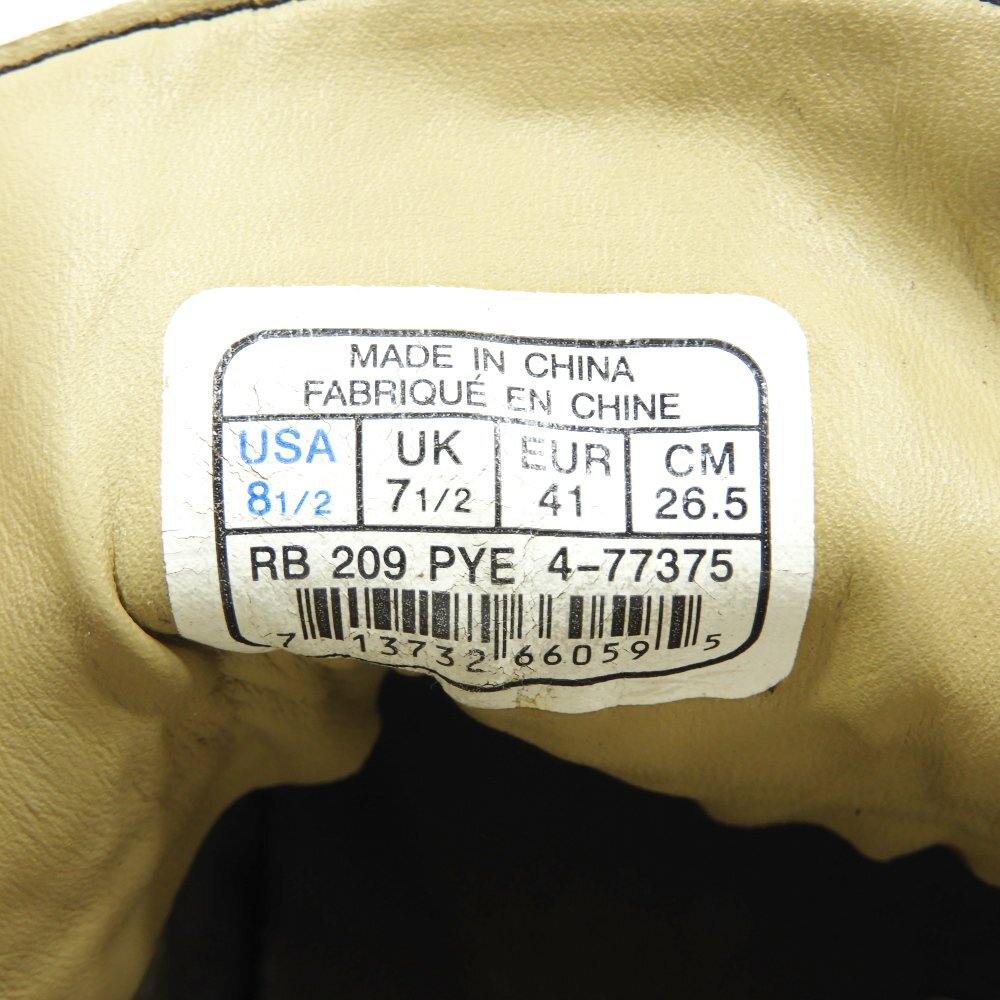 MADE IN CHINA
FABRIQUÉ EN CHINE
USA UK EUR CM
8 1/2 7 1/2 41 26.5
RB 209 PYE 4-77375
7 13732 66059 5